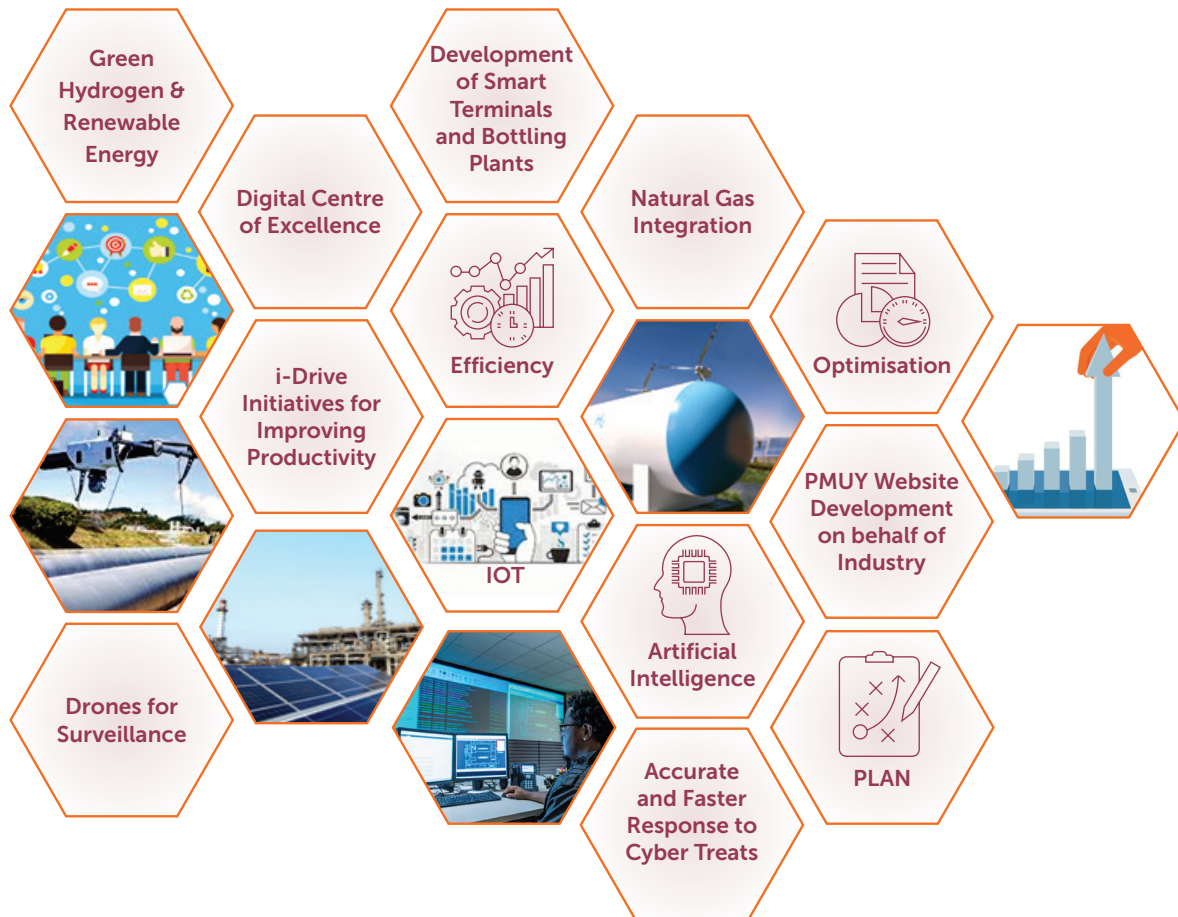 Green
Hydrogen &
Renewable
Energy
Development
of Smart
Terminals
and Bottling
Plants
Digital Centre
of Excellence
Natural Gas
Integration
Efficiency
Optimisation
i-Drive
Initiatives for
Improving
Productivity
IOT
PMUY Website
Development
on behalf of
Industry
Artificial
Intelligence
Drones for
Surveillance
PLAN
Accurate
and Faster
Response to
Cyber Treats